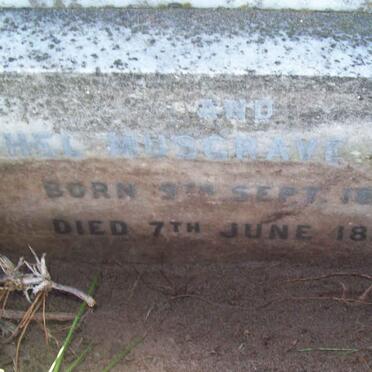 AND
HEL MUSGRAVE
BORN 9TH SEPT 18
DIED 7TH JUNE 18